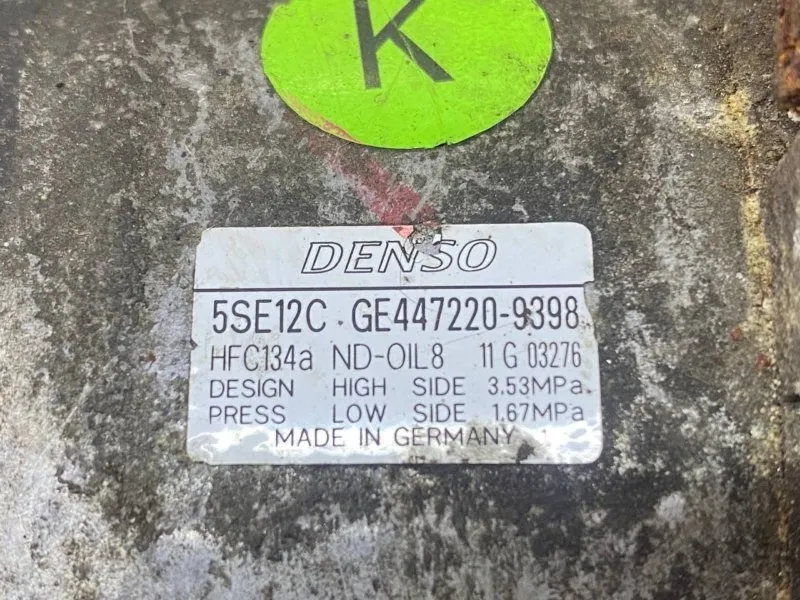 K
DENSO
5SE12C GE447220-9398
HFC134a ND-OIL8 11 G 03276
DESIGN HIGH SIDE 3.53MPa
PRESS LOW SIDE 1.67MPa
MADE IN GERMANY